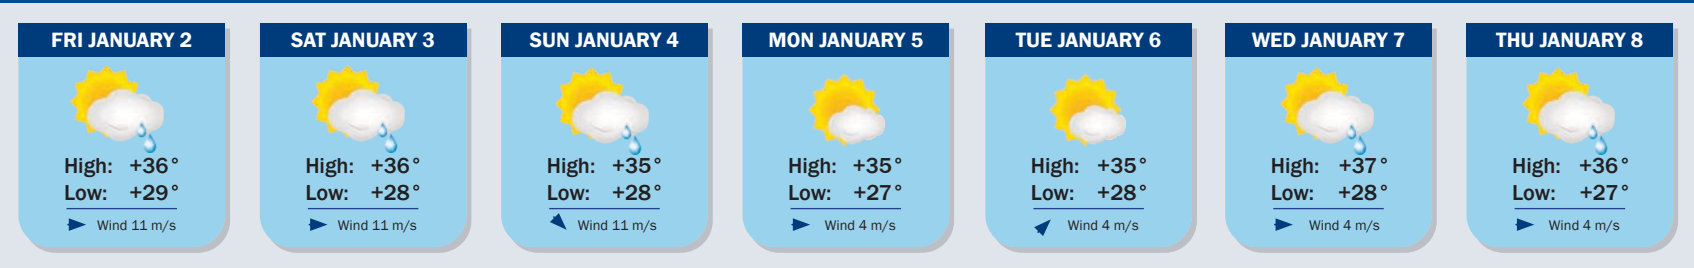 FRI JANUARY 2
High: +36°
Low: +29°
Wind 11 m/s
SAT JANUARY 3
High: +36°
Low: +28°
Wind 11 m/s
SUN JANUARY 4
High: +35°
Low: +28°
Wind 11 m/s
MON JANUARY 5
High: +35°
Low: +27°
Wind 4 m/s
TUE JANUARY 6
High: +35°
Low: +28°
Wind 4 m/s
WED JANUARY 7
High: +37°
Low: +28°
Wind 4 m/s
THU JANUARY 8
High: +36°
Low: +27°
Wind 4 m/s